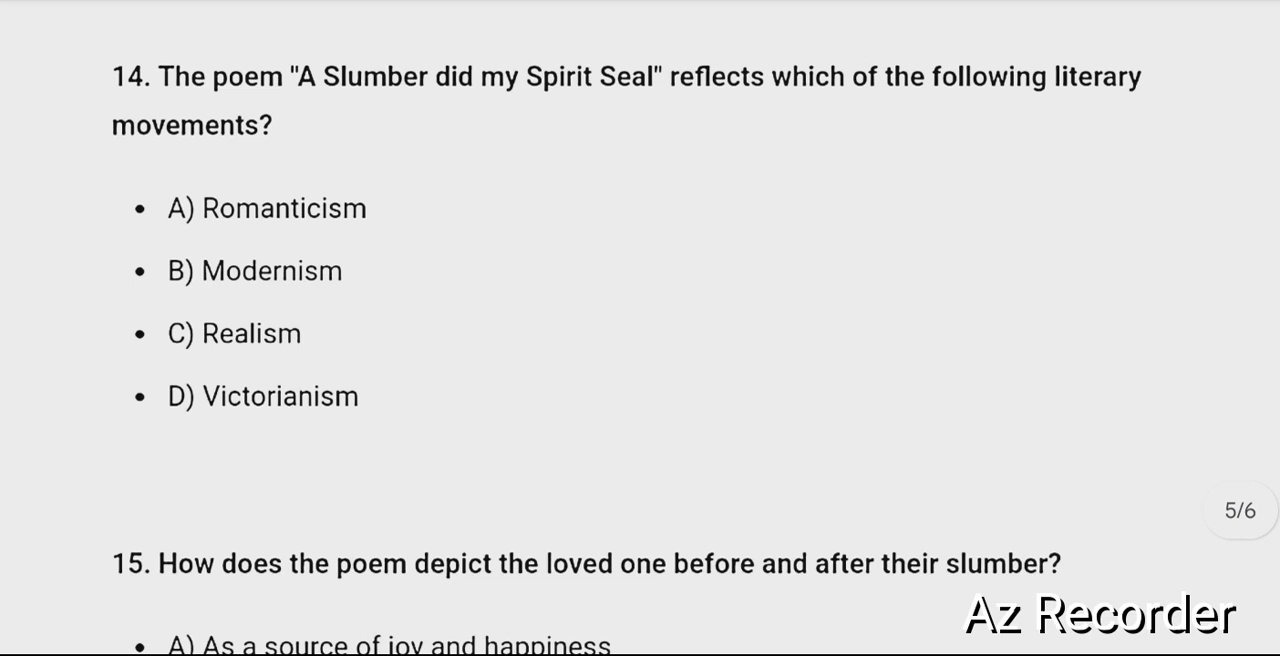 14. The poem "A Slumber did my Spirit Seal" reflects which of the following literary
movements?
• A) Romanticism
• B) Modernism
• C) Realism
• D) Victorianism
5/6
15. How does the poem depict the loved one before and after their slumber?
Az Recorder
• A) As a source of joy and happiness